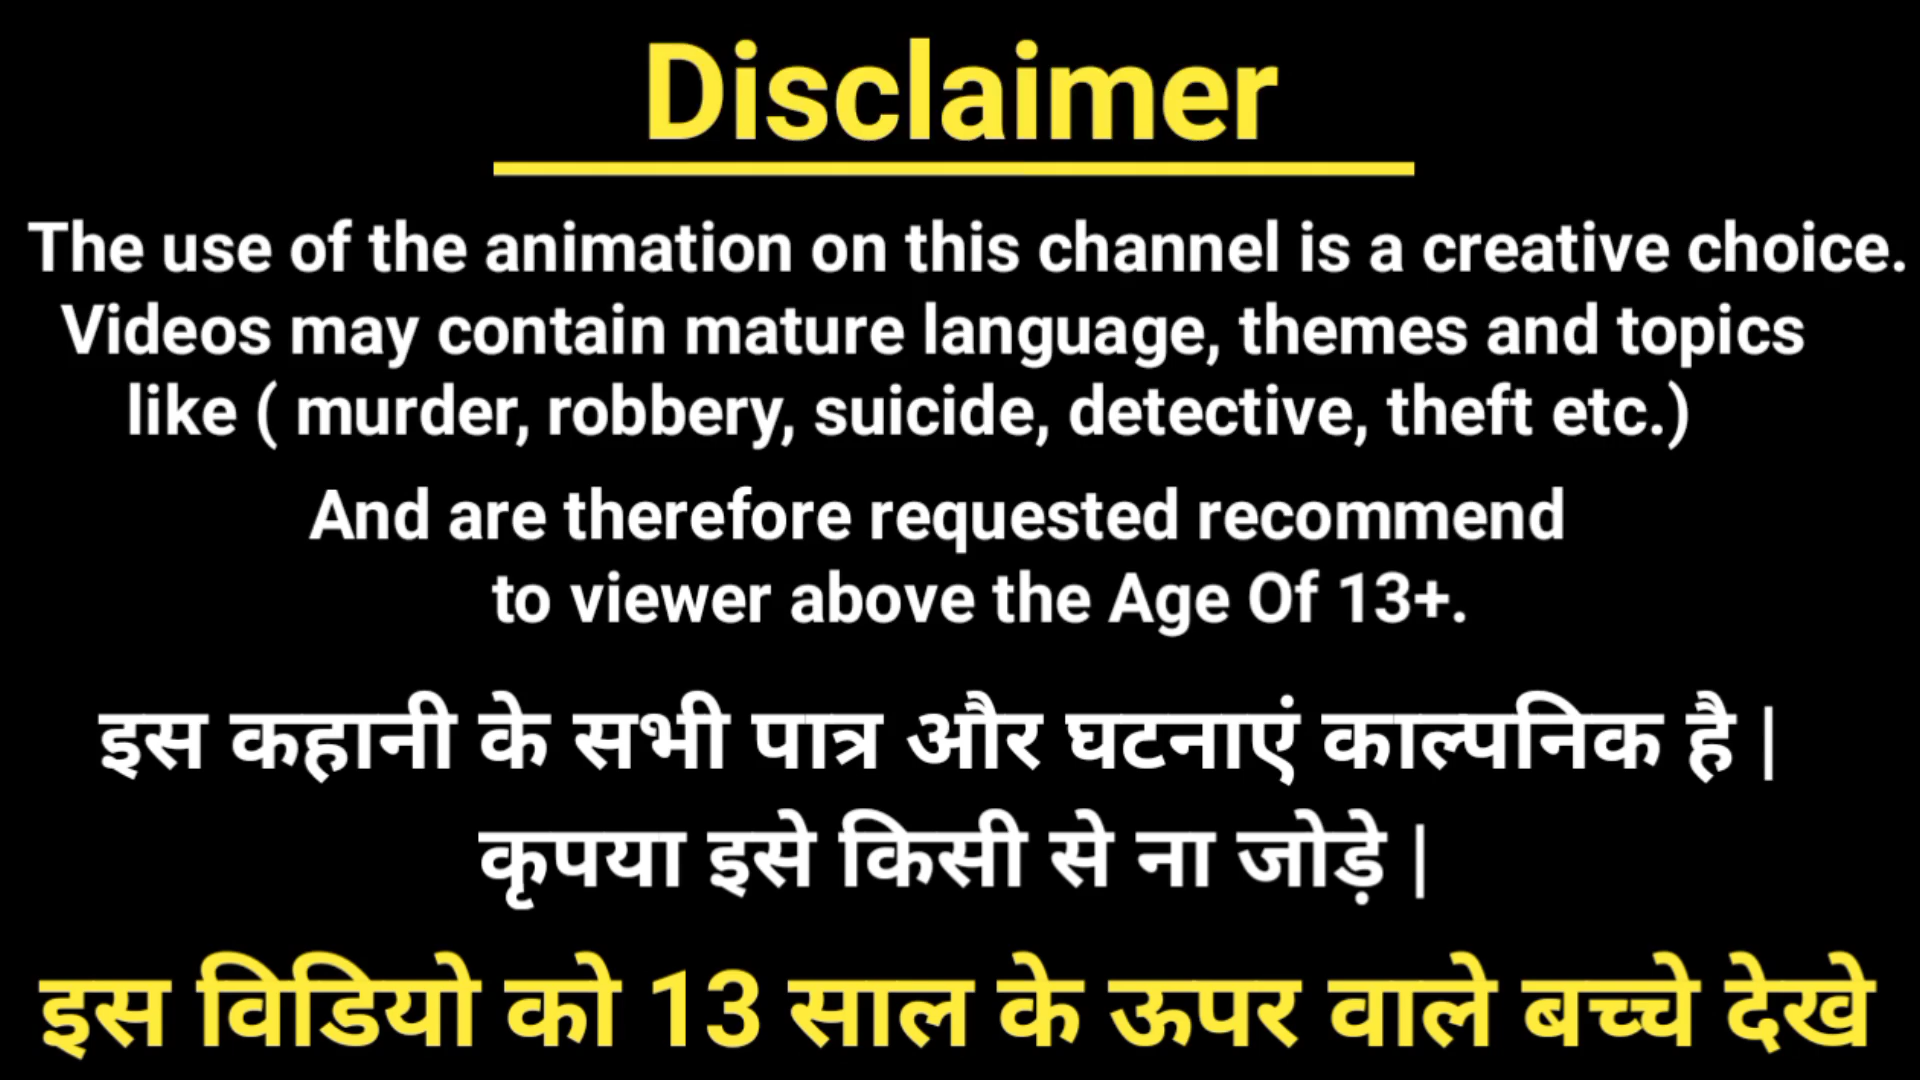 Disclaimer
The use of the animation on this channel is a creative choice.
Videos may contain mature language, themes and topics
like ( murder, robbery, suicide, detective, theft etc.)
And are therefore requested recommend
to viewer above the Age Of 13+.
इस कहानी के सभी पात्र और घटनाएं काल्पनिक है |
कृपया इसे किसी से ना जोड़े |
इस विडियो को 13 साल के ऊपर वाले बच्चे देखे